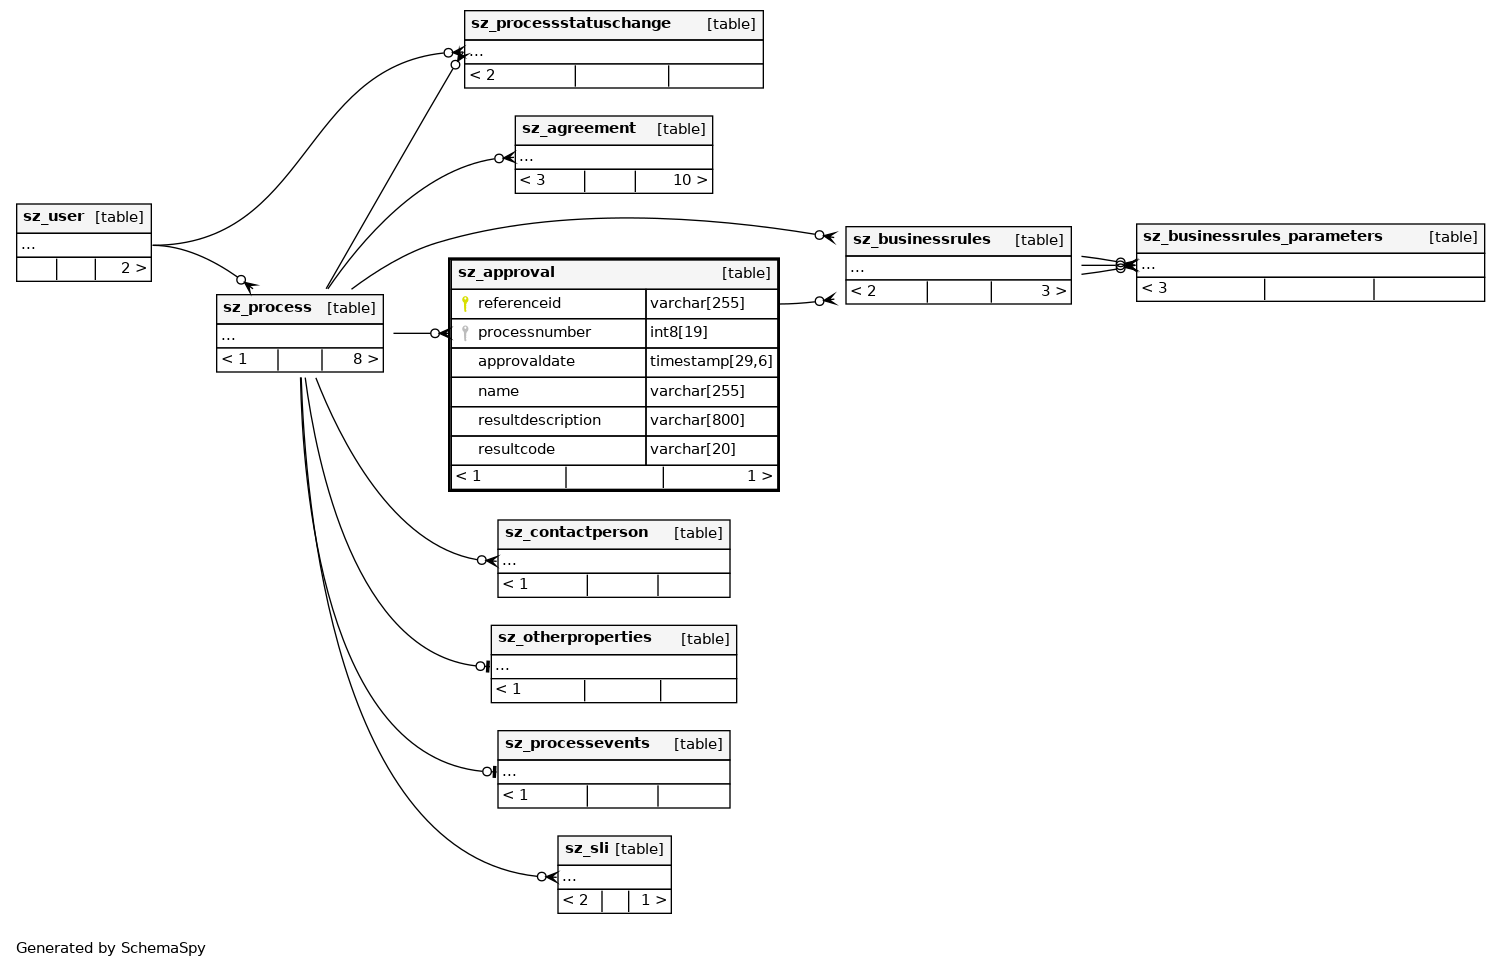 sz_processstatuschange [table]
...
< 2
sz_agreement [table]
...
< 3 10 >
sz_user [table]
...
2 >
sz_businessrules [table]
...
< 2 3 >
sz_businessrules_parameters [table]
...
< 3
sz_process [table]
...
< 1 8 >
sz_approval [table]
referenceid varchar[255]
processnumber int8[19]
approvaldate timestamp[29,6]
name varchar[255]
resultdescription varchar[800]
resultcode varchar[20]
< 1 1 >
sz_contactperson [table]
...
< 1
sz_otherproperties [table]
...
< 1
sz_processevents [table]
...
< 1
sz_sli [table]
...
< 2 1 >
Generated by SchemaSpy